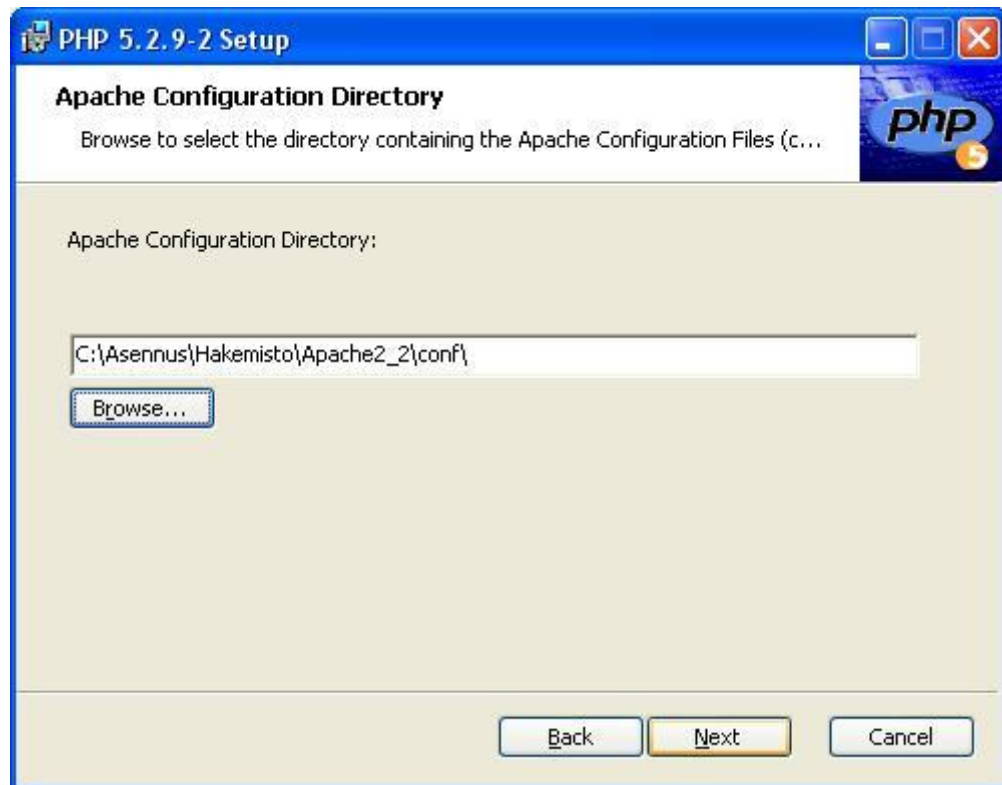 PHP 5.2.9-2 Setup
Apache Configuration Directory
Browse to select the directory containing the Apache Configuration Files (c...
php
5
Apache Configuration Directory:
C:\Asennus\Hakemisto\Apache2_2\conf\
Browse...
Back Next Cancel